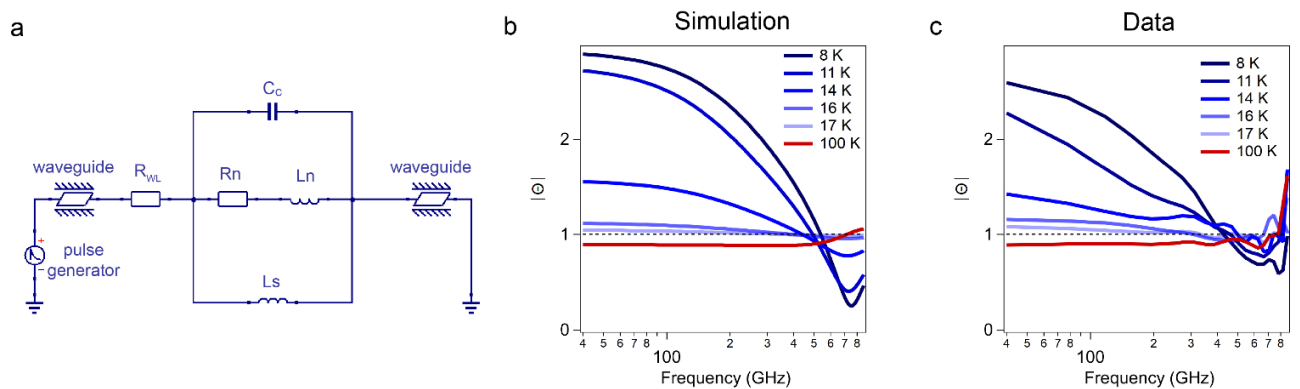 a
waveguide
R_WL
C_C
Rn
Ln
Ls
waveguide
+
−
pulse
generator
b
Simulation
8 K
11 K
14 K
16 K
17 K
100 K
|Θ|
2
1
0
4 5 6 7 8 100 2 3 4 5 6 7 8
Frequency (GHz)
c
Data
8 K
11 K
14 K
16 K
17 K
100 K
|Θ|
2
1
0
4 5 6 7 8 100 2 3 4 5 6 7 8
Frequency (GHz)